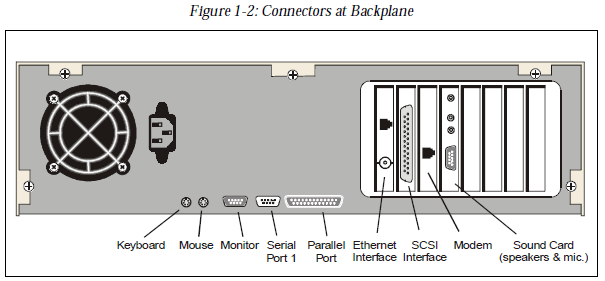 Figure 1-2: Connectors at Backplane
Keyboard Mouse Monitor Serial Parallel Ethernet SCSI Modem Sound Card
Port 1 Port Interface Interface (speakers & mic.)